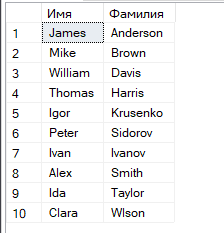 Имя Фамилия
1 James Anderson
2 Mike Brown
3 William Davis
4 Thomas Harris
5 Igor Krusenko
6 Peter Sidorov
7 Ivan Ivanov
8 Alex Smith
9 Ida Taylor
10 Clara Wlson